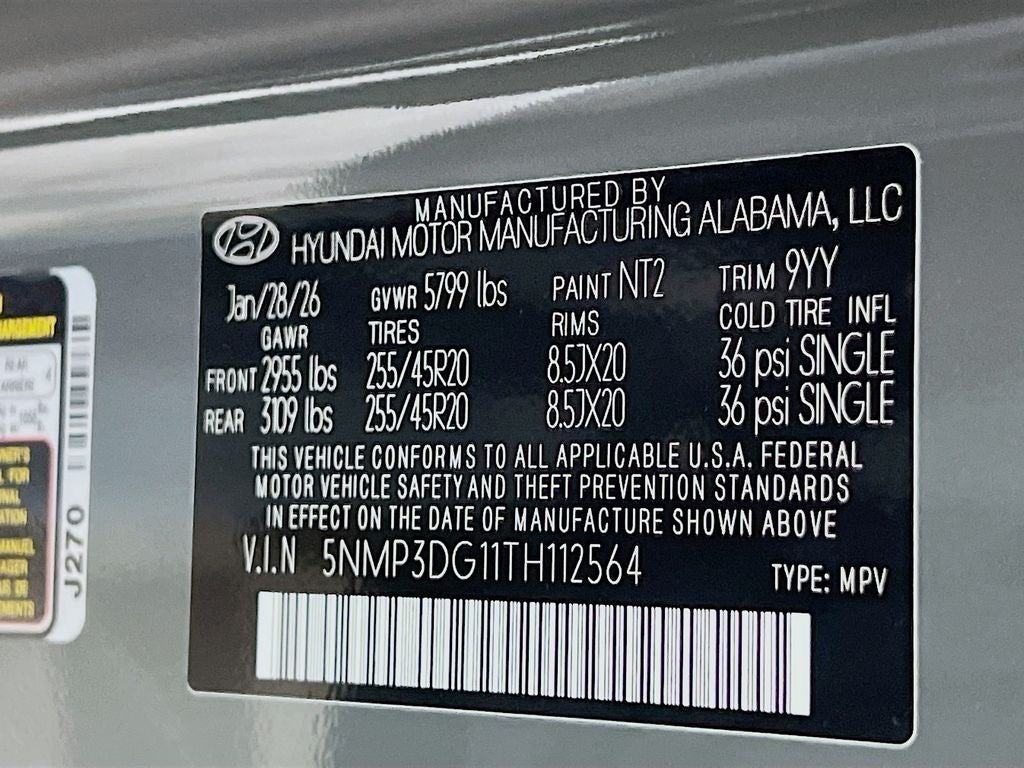 MANUFACTURED BY
HYUNDAI MOTOR MANUFACTURING ALABAMA, LLC
Jan/28/26 GVWR 5799 lbs PAINT NT2 TRIM 9YY
GAWR TIRES RIMS COLD TIRE INFL
FRONT 2955 lbs 255/45R20 8.5JX20 36 psi SINGLE
REAR 3109 lbs 255/45R20 8.5JX20 36 psi SINGLE
THIS VEHICLE CONFORMS TO ALL APPLICABLE U.S.A. FEDERAL
MOTOR VEHICLE SAFETY AND THEFT PREVENTION STANDARDS
IN EFFECT ON THE DATE OF MANUFACTURE SHOWN ABOVE
V.I.N 5NMP3DG11TH112564 TYPE: MPV
REAR
4
FOR
J270